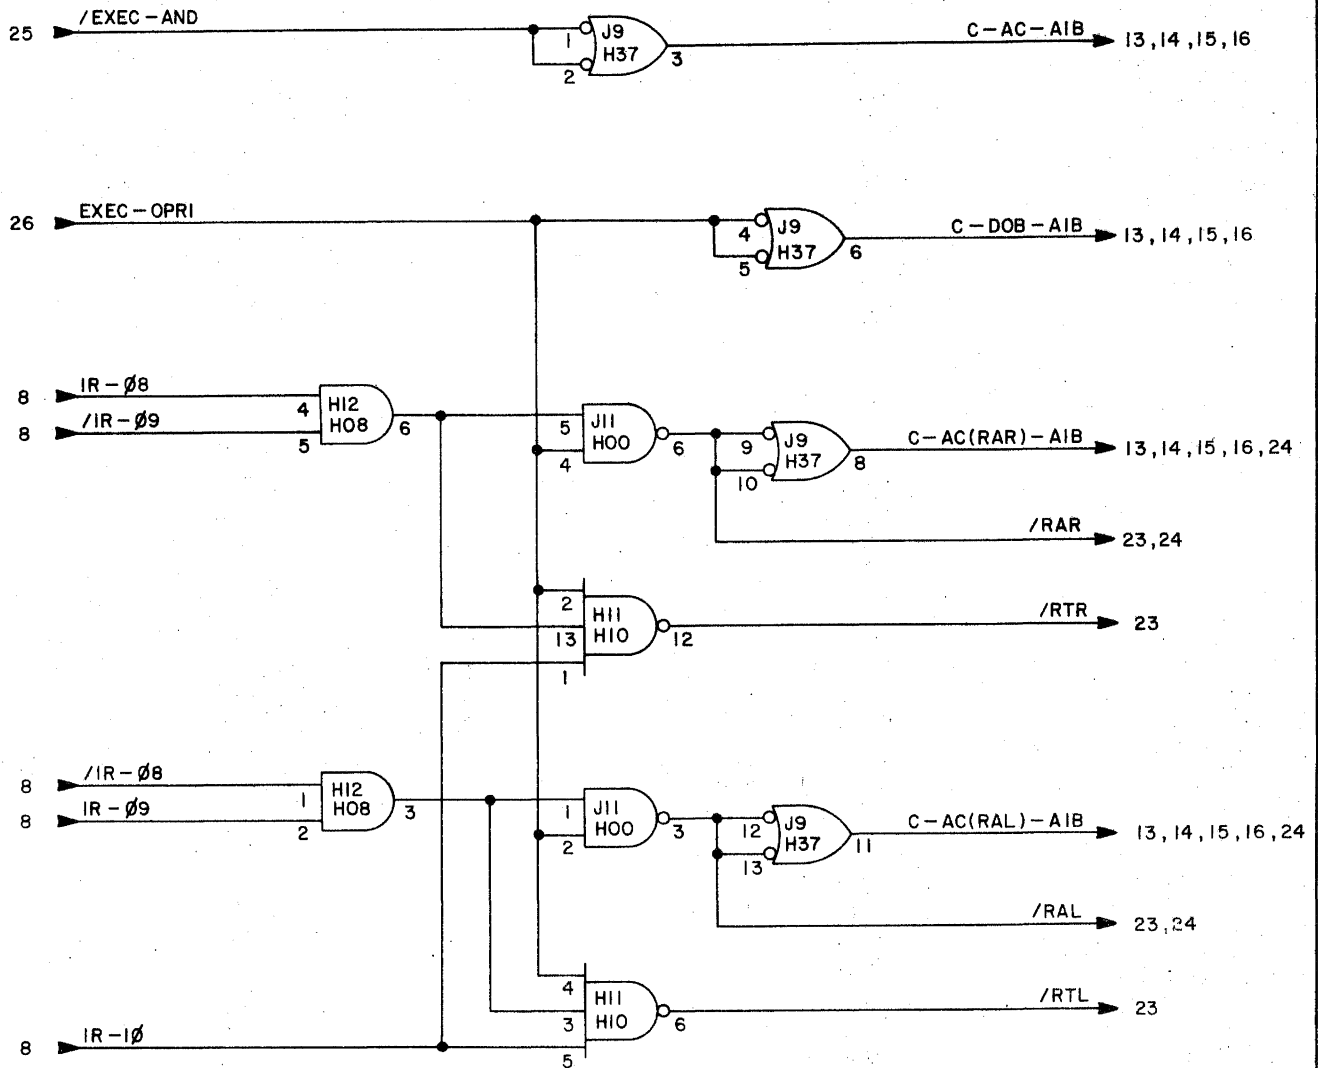 /EXEC-AND
25
1
2
J9
H37
3
C-AC-AIB
13,14,15,16
26
EXEC-OPRI
4
5
J9
H37
6
C-DOB-AIB
13,14,15,16
8
IR-Ø8
8
/IR-Ø9
4
5
H12
H08
6
5
4
J11
H00
6
9
10
J9
H37
8
C-AC(RAR)-AIB
13,14,15,16,24
/RAR
23,24
2
13
1
H11
H10
12
/RTR
23
8
/IR-Ø8
8
IR-Ø9
1
2
H12
H08
3
1
2
J11
H00
3
12
13
J9
H37
11
C-AC(RAL)-AIB
13,14,15,16,24
/RAL
23,24
4
3
5
H11
H10
6
/RTL
23
8
IR-1Ø